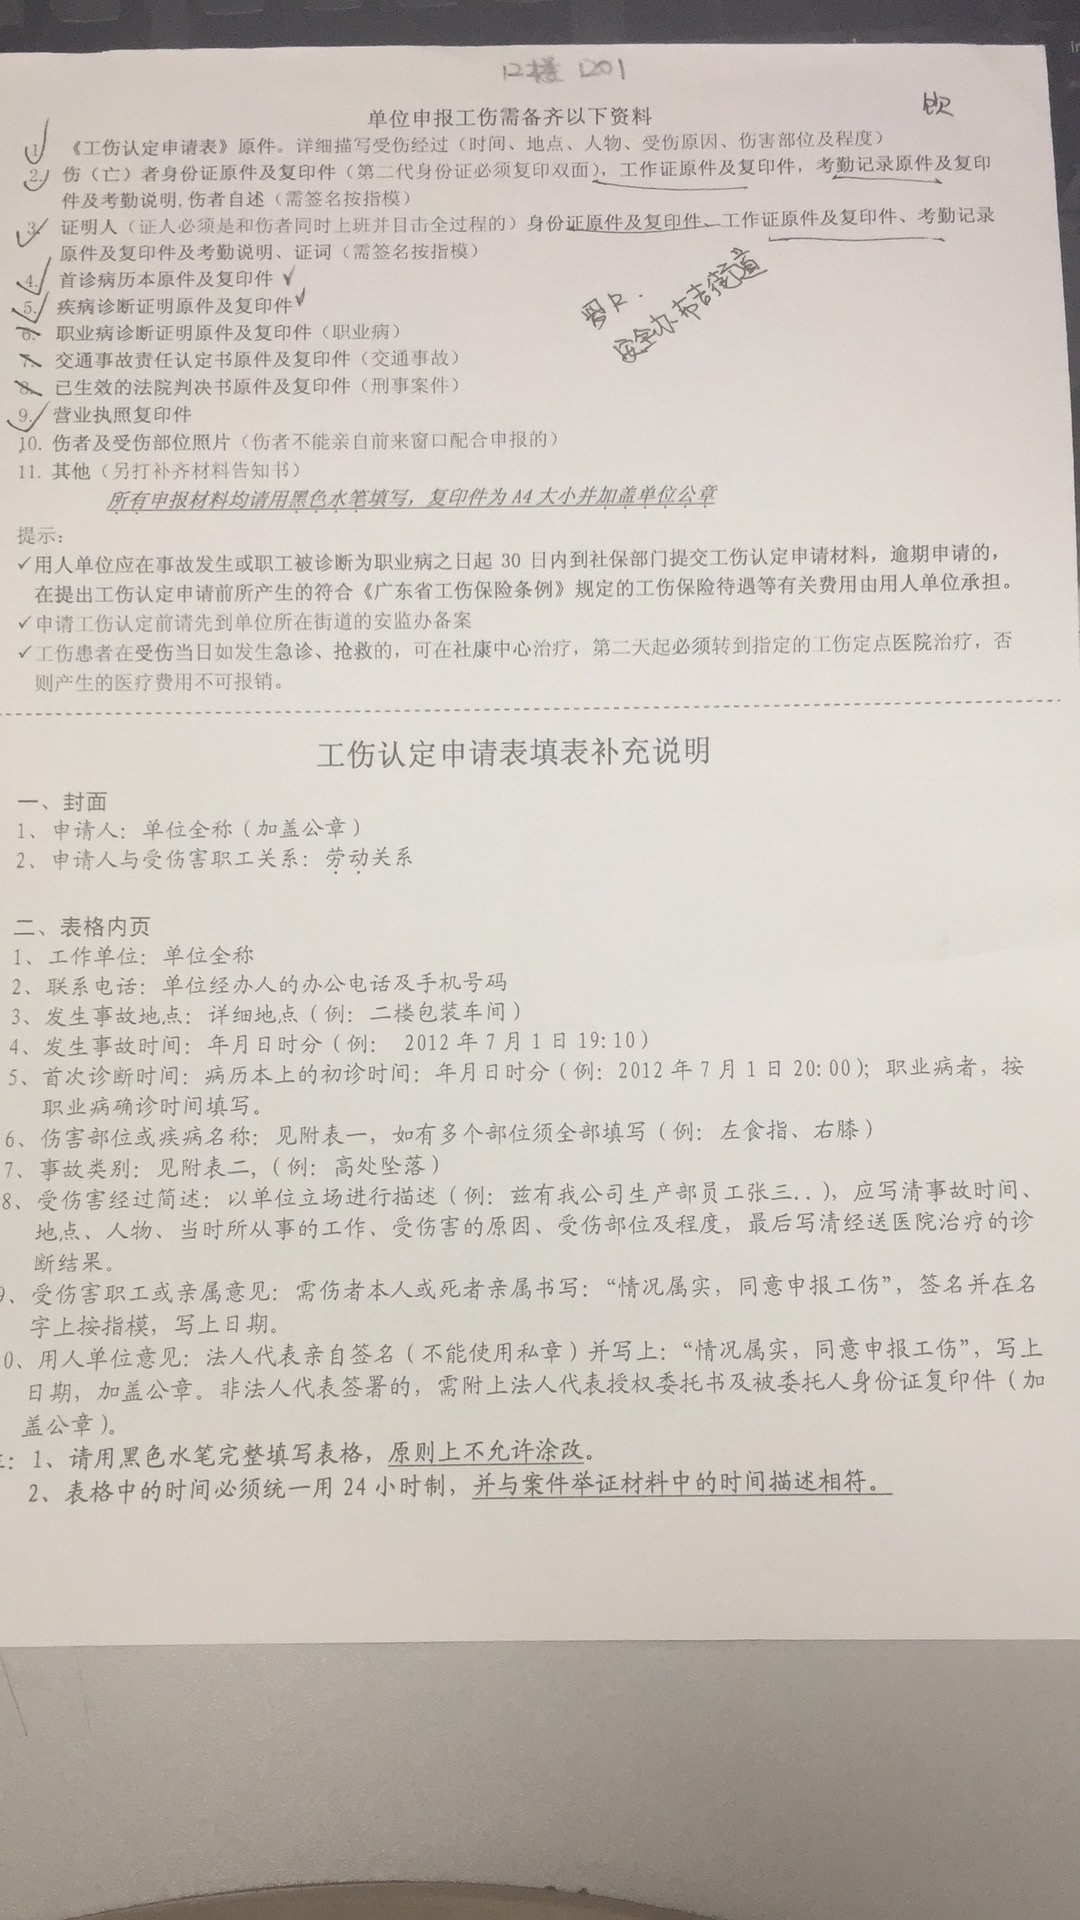 12楼 1201
单位申报工伤需备齐以下资料
1. 《工伤认定申请表》原件。详细描写受伤经过（时间、地点、人物、受伤原因、伤害部位及程度）
2. 伤（亡）者身份证原件及复印件（第二代身份证必须复印双面），工作证原件及复印件，考勤记录原件及复印
件及考勤说明,伤者自述（需签名按指模）
3. 证明人（证人必须是和伤者同时上班并目击全过程的）身份证原件及复印件、工作证原件及复印件、考勤记录
原件及复印件及考勤说明、证词（需签名按指模）
4. 首诊病历本原件及复印件
5. 疾病诊断证明原件及复印件
安全办 布吉街道
6. 职业病诊断证明原件及复印件（职业病）
7. 交通事故责任认定书原件及复印件（交通事故）
8. 已生效的法院判决书原件及复印件（刑事案件）
9. 营业执照复印件
10. 伤者及受伤部位照片（伤者不能亲自前来窗口配合申报的）
11. 其他（另打补齐材料告知书）
所有申报材料均请用黑色水笔填写，复印件为 A4 大小并加盖单位公章
提示：
✓用人单位应在事故发生或职工被诊断为职业病之日起 30 日内到社保部门提交工伤认定申请材料，逾期申请的，
在提出工伤认定申请前所产生的符合《广东省工伤保险条例》规定的工伤保险待遇等有关费用由用人单位承担。
✓申请工伤认定前请先到单位所在街道的安监办备案
✓工伤患者在受伤当日如发生急诊、抢救的，可在社康中心治疗，第二天起必须转到指定的工伤定点医院治疗，否
则产生的医疗费用不可报销。
工伤认定申请表填表补充说明
一、封面
1、申请人：单位全称（加盖公章）
2、申请人与受伤害职工关系：劳动关系
二、表格内页
1、工作单位：单位全称
2、联系电话：单位经办人的办公电话及手机号码
3、发生事故地点：详细地点（例：二楼包装车间）
4、发生事故时间：年月日时分（例： 2012 年 7 月 1 日 19:10）
5、首次诊断时间：病历本上的初诊时间：年月日时分（例：2012 年 7 月 1 日 20:00）；职业病者，按
职业病确诊时间填写。
6、伤害部位或疾病名称：见附表一，如有多个部位须全部填写（例：左食指、右膝）
7、事故类别：见附表二，（例：高处坠落）
8、受伤害经过简述：以单位立场进行描述（例：兹有我公司生产部员工张三..），应写清事故时间、
地点、人物、当时所从事的工作、受伤害的原因、受伤部位及程度，最后写清经送医院治疗的诊
断结果。
9、受伤害职工或亲属意见：需伤者本人或死者亲属书写：“情况属实，同意申报工伤”，签名并在名
字上按指模，写上日期。
0、用人单位意见：法人代表亲自签名（不能使用私章）并写上：“情况属实，同意申报工伤”，写上
日期，加盖公章。非法人代表签署的，需附上法人代表授权委托书及被委托人身份证复印件（加
盖公章）。
：1、请用黑色水笔完整填写表格，原则上不允许涂改。
2、表格中的时间必须统一用 24 小时制，并与案件举证材料中的时间描述相符。